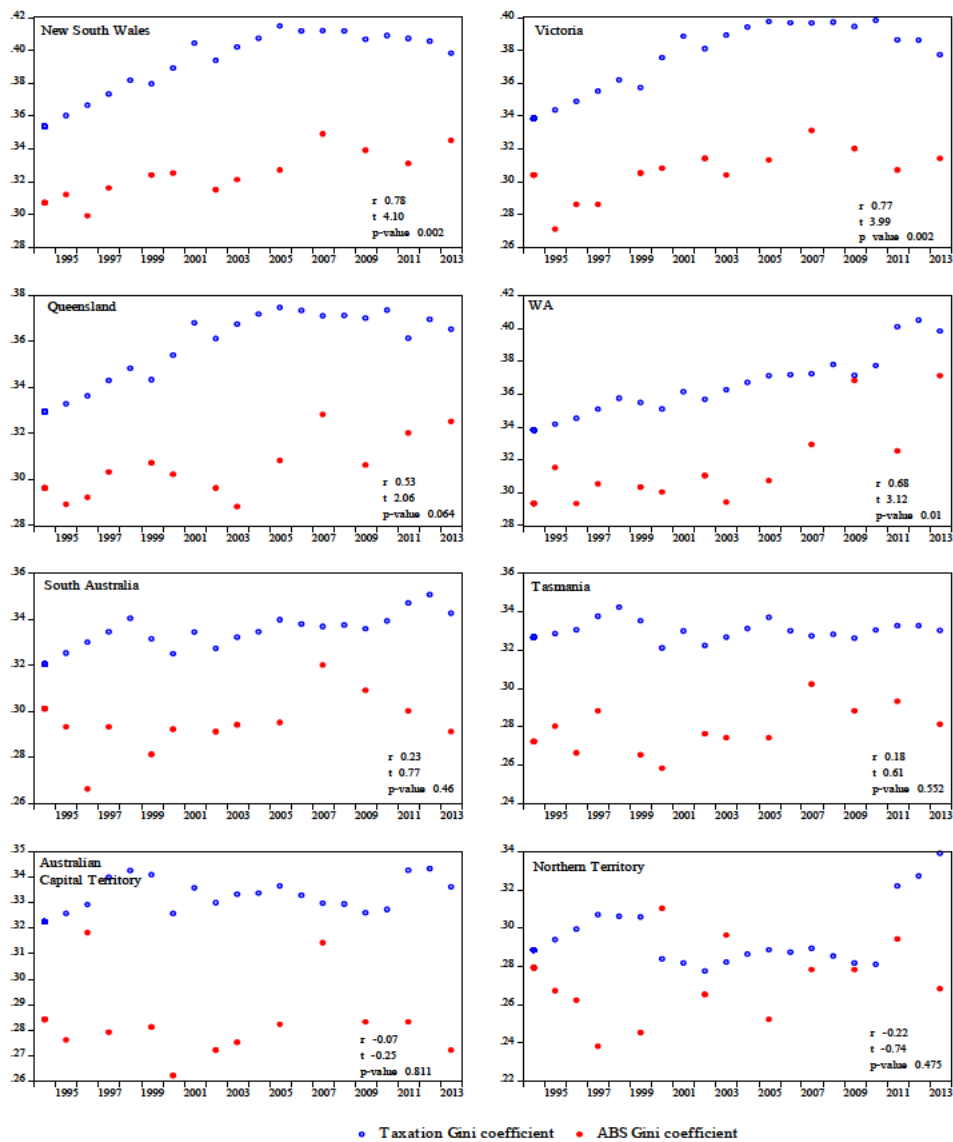 .42
New South Wales
.40
.38
.36
.34
.32
.30
.28
r 0.78
t 4.10
p-value 0.002
1995 1997 1999 2001 2003 2005 2007 2009 2011 2013
.40
Victoria
.38
.36
.34
.32
.30
.28
.26
r 0.77
t 3.99
p value 0.002
1995 1997 1999 2001 2003 2005 2007 2009 2011 2013
.38
Queensland
.36
.34
.32
.30
.28
r 0.53
t 2.06
p-value 0.064
1995 1997 1999 2001 2003 2005 2007 2009 2011 2013
.42
WA
.40
.38
.36
.34
.32
.30
.28
r 0.68
t 3.12
p-value 0.01
1995 1997 1999 2001 2003 2005 2007 2009 2011 2013
.36
South Australia
.34
.32
.30
.28
.26
r 0.23
t 0.77
p-value 0.46
1995 1997 1999 2001 2003 2005 2007 2009 2011 2013
.36
Tasmania
.34
.32
.30
.28
.26
.24
r 0.18
t 0.61
p-value 0.552
1995 1997 1999 2001 2003 2005 2007 2009 2011 2013
.35
Australian
Capital Territory
.34
.33
.32
.31
.30
.29
.28
.27
.26
r -0.07
t -0.25
p-value 0.811
1995 1997 1999 2001 2003 2005 2007 2009 2011 2013
.34
Northern Territory
.32
.30
.28
.26
.24
.22
r -0.22
t -0.74
p-value 0.475
1995 1997 1999 2001 2003 2005 2007 2009 2011 2013
Taxation Gini coefficient ABS Gini coefficient